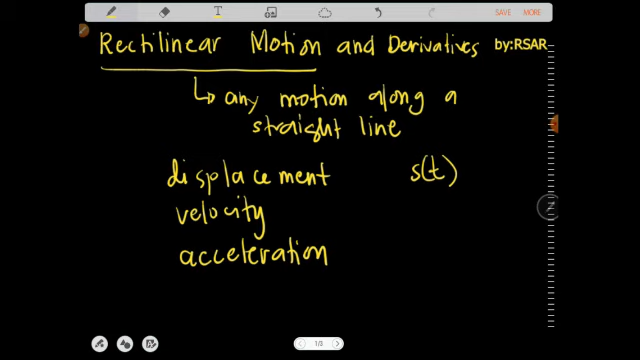 SAVE MORE
Rectilinear Motion and Derivatives by:RSAR
↳ any motion along a
straight line
displacement s(t)
velocity
acceleration
1/3